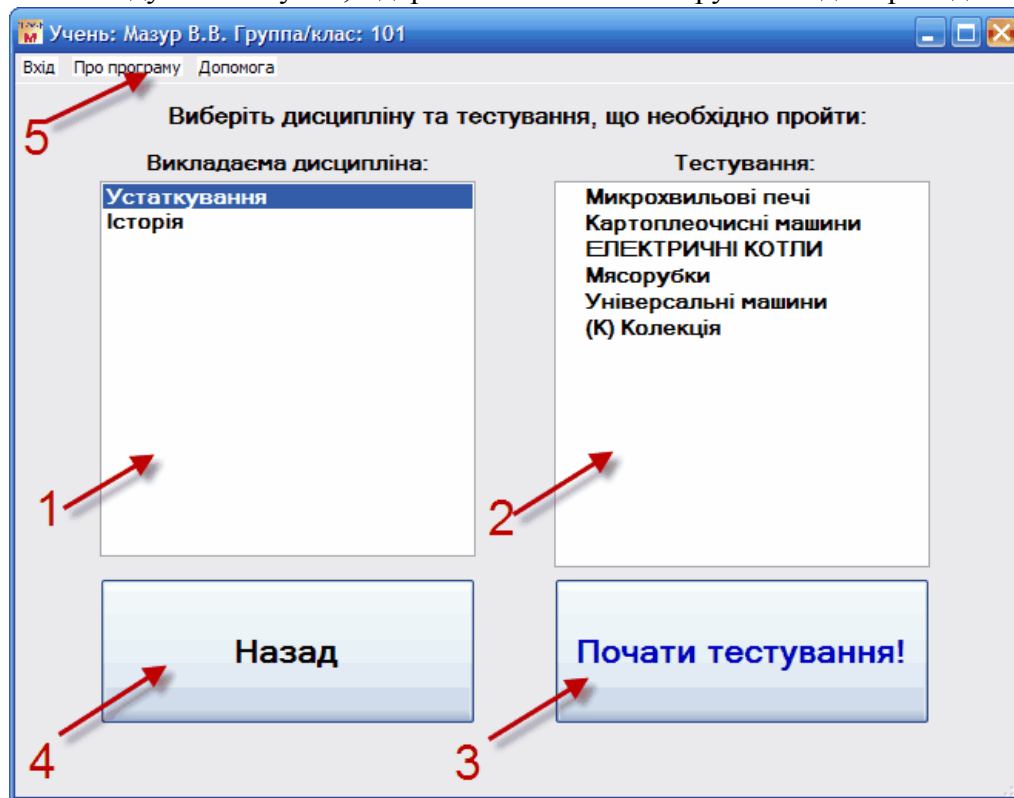 Учень: Мазур В.В. Группа/клас: 101
Вхід Про програму Допомога
5
Виберіть дисципліну та тестування, що необхідно пройти:
Викладаєма дисципліна:
Устаткування
Історія
Тестування:
Микрохвильові печі
Картоплеочисні машини
ЕЛЕКТРИЧНІ КОТЛИ
Мясорубки
Універсальні машини
(К) Колекція
1
2
Назад
Почати тестування!
4
3